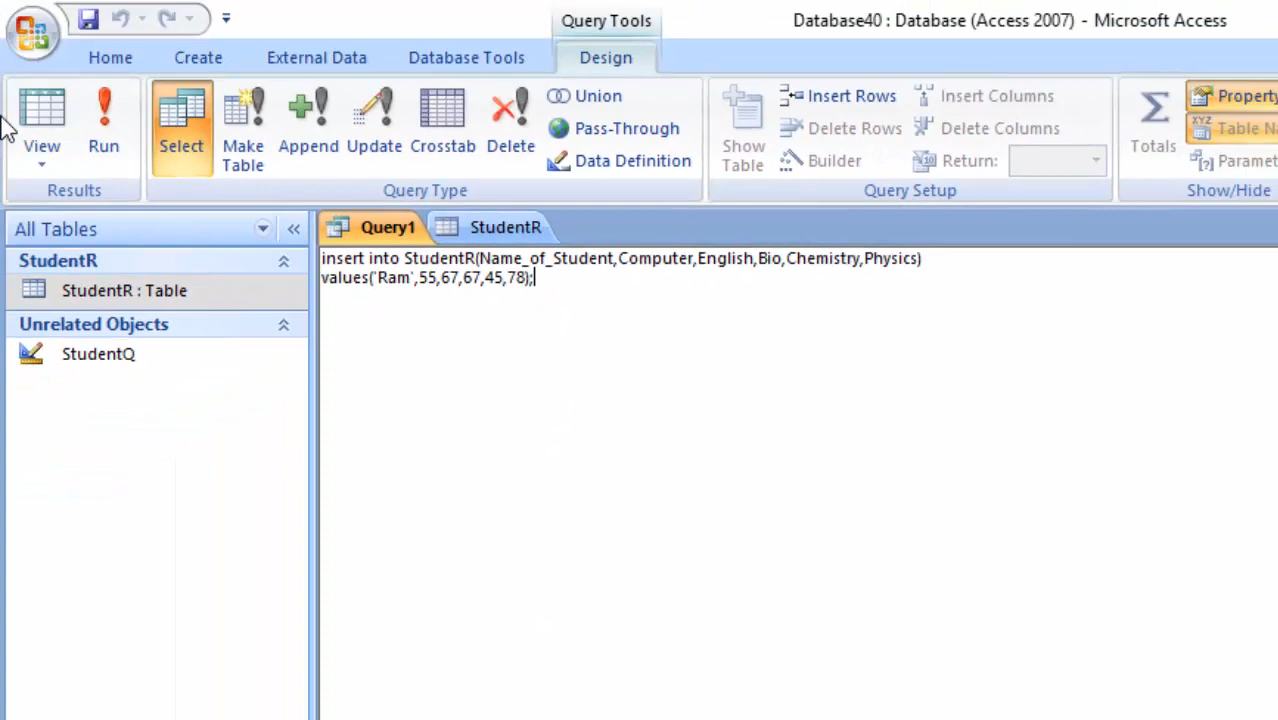 Query Tools
Database40 : Database (Access 2007) - Microsoft Access
Home Create External Data Database Tools Design
View
Run
Select
Make Table
Append
Update
Crosstab
Delete
Union
Pass-Through
Data Definition
Show Table
Insert Rows
Delete Rows
Builder
Insert Columns
Delete Columns
Return:
Totals
Property
Table Na
Paramet
Results
Query Type
Query Setup
Show/Hide
All Tables
StudentR
StudentR : Table
Unrelated Objects
StudentQ
Query1
StudentR
insert into StudentR(Name_of_Student,Computer,English,Bio,Chemistry,Physics)
values('Ram',55,67,67,45,78);